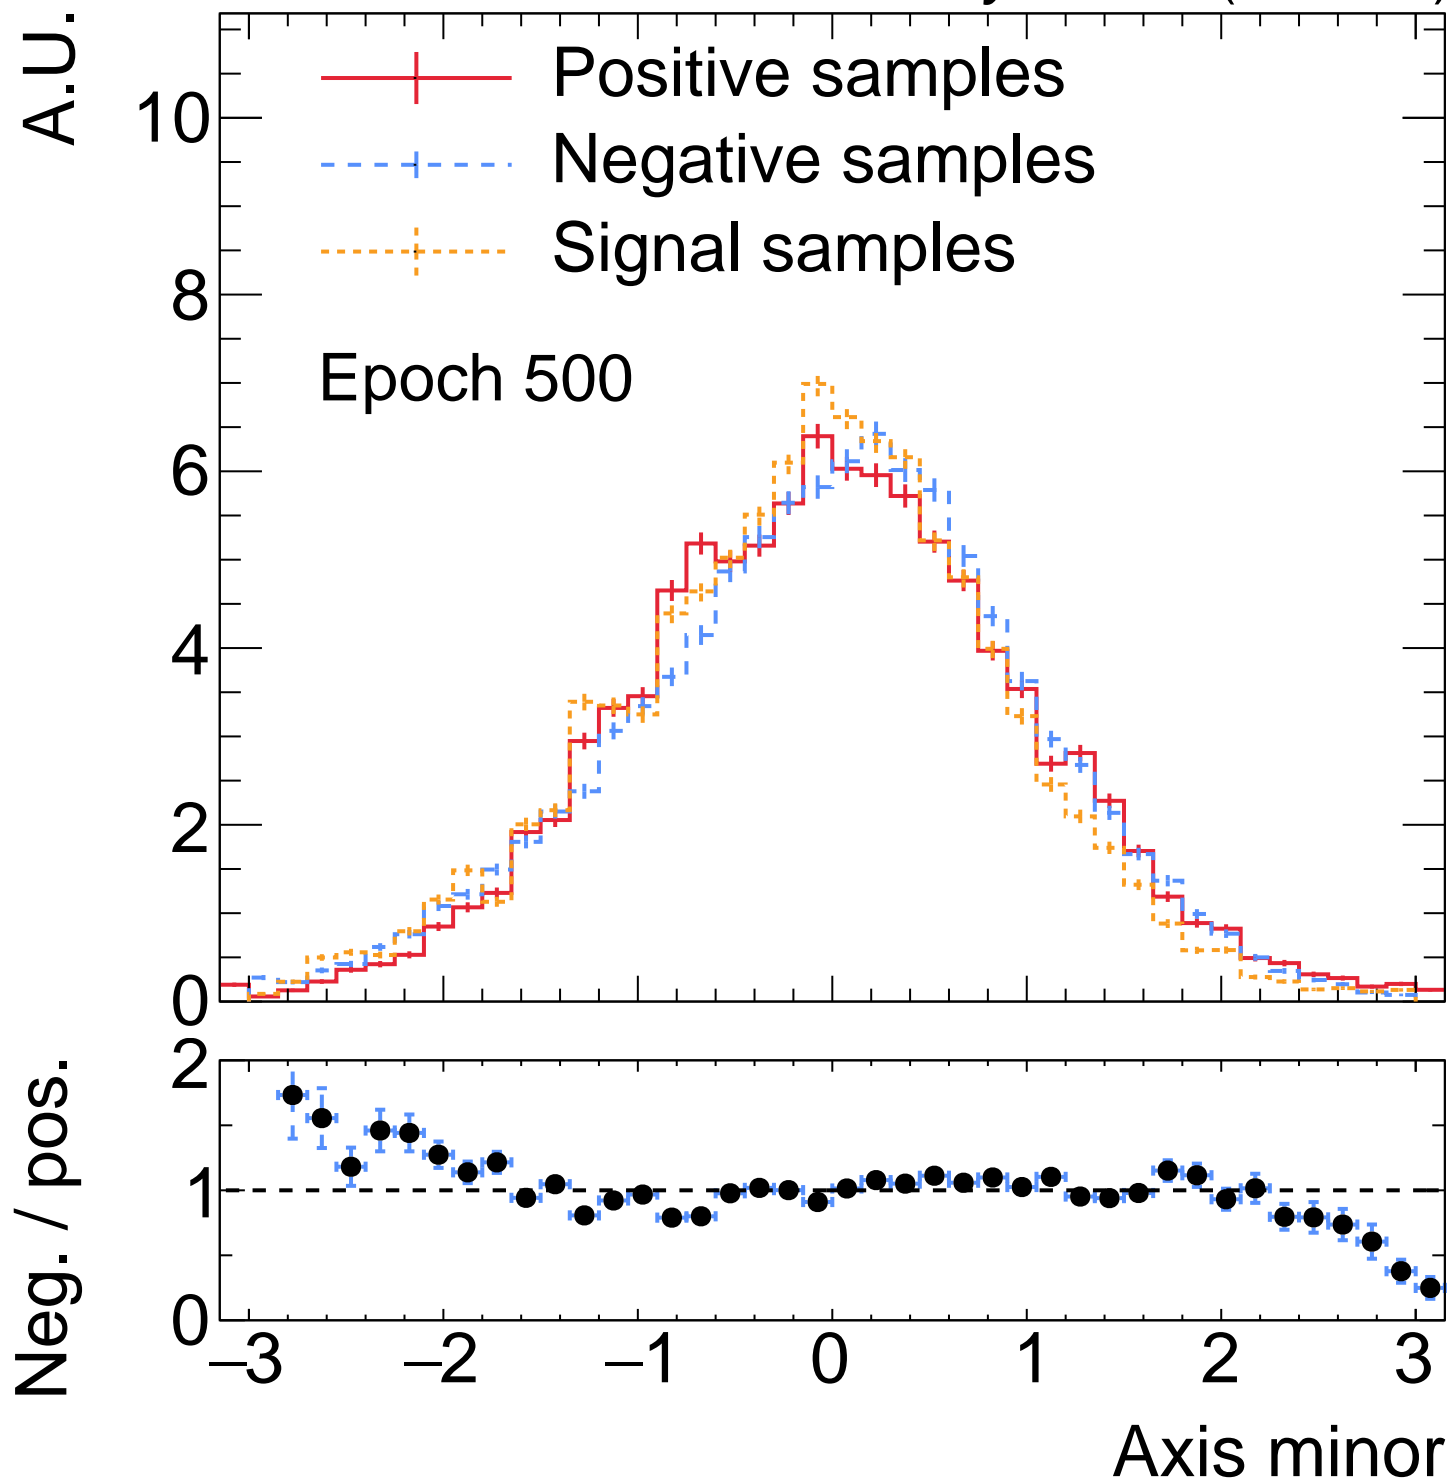 A.U.
10
8
6
4
2
0
Positive samples
Negative samples
Signal samples
Epoch 500
Neg. / pos.
2
1
0
–3 –2 –1 0 1 2 3
Axis minor